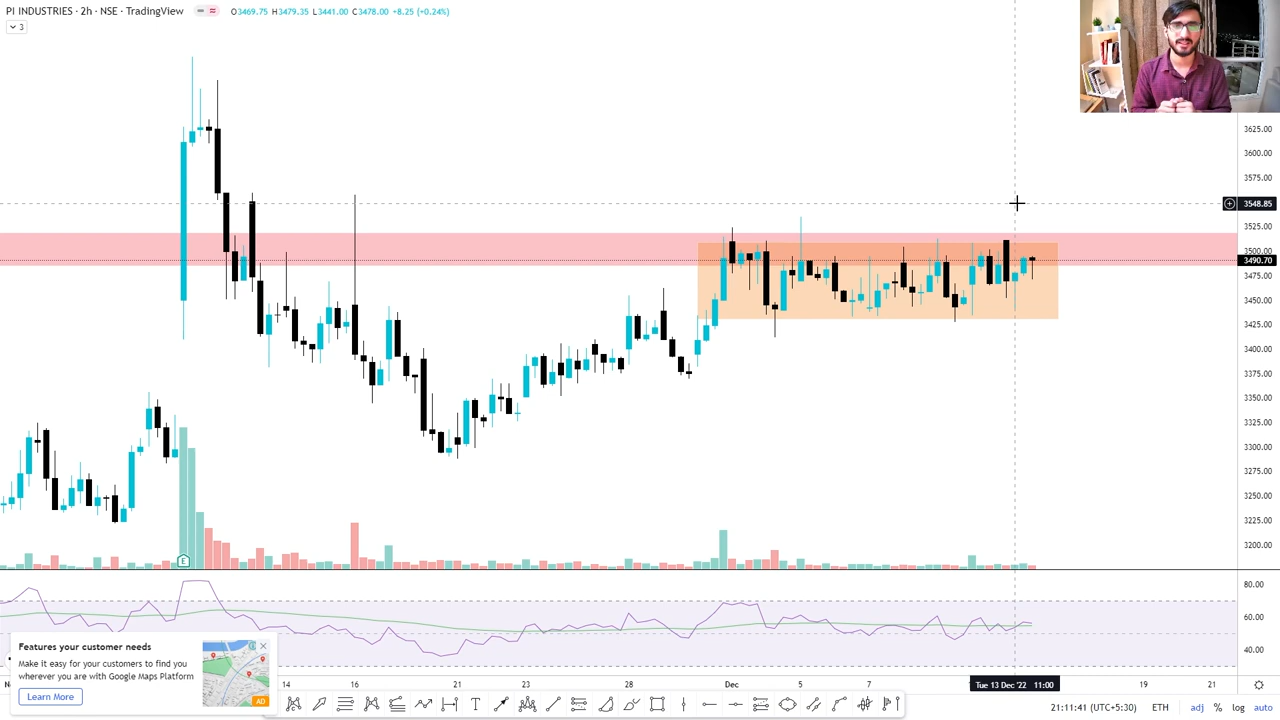 PI INDUSTRIES · 2h · NSE · TradingView
O3469.75 H3479.35 L3441.00 C3478.00 +8.25 (+0.24%)
3
3625.00
3600.00
3575.00
3548.85
3525.00
3500.00
3490.70
3475.00
3450.00
3425.00
3400.00
3375.00
3350.00
3325.00
3300.00
3275.00
3250.00
3225.00
3200.00
E
80.00
60.00
40.00
Features your customer needs
Make it easy for your customers to find you
wherever you are with Google Maps Platform
Learn More
AD
14 16 21 23 28 Dec 5 7 Tue 13 Dec '22 11:00 19 21
T
21:11:41 (UTC+5:30) ETH adj % log auto